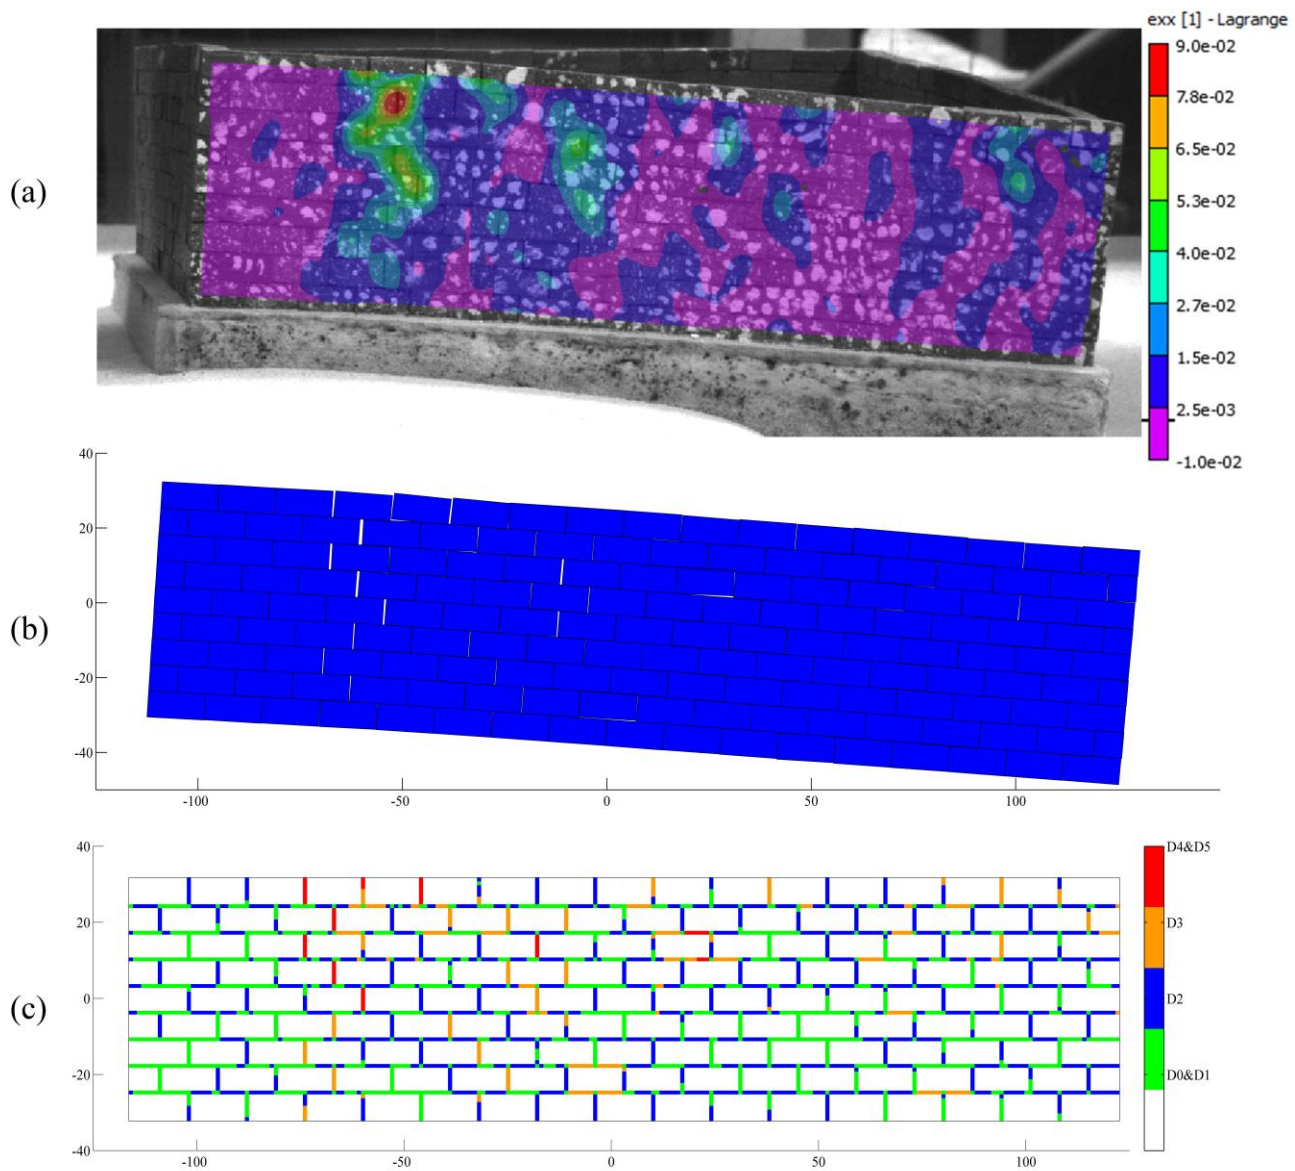 exx [1] - Lagrange
9.0e-02
7.8e-02
6.5e-02
5.3e-02
4.0e-02
2.7e-02
1.5e-02
2.5e-03
-1.0e-02
(a)
40
20
0
-20
-40
-100 -50 0 50 100
(b)
40
20
0
-20
-40
-100 -50 0 50 100
(c)
D4&D5
D3
D2
D0&D1